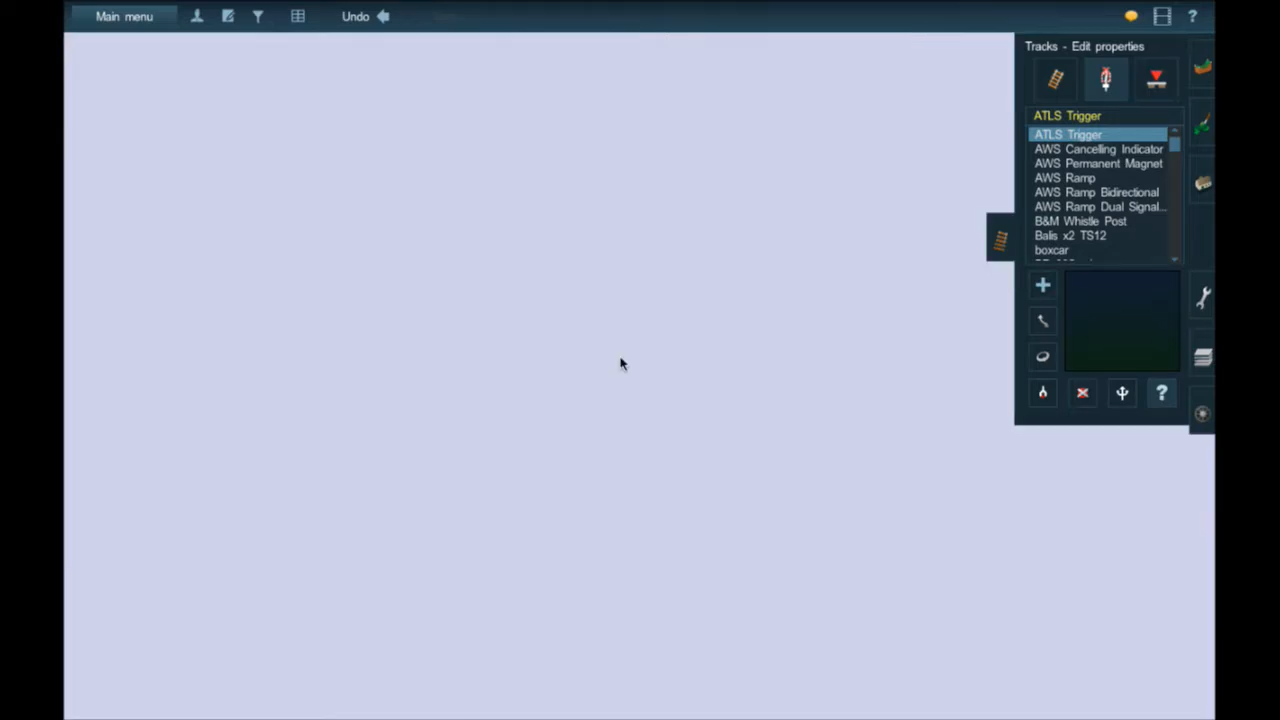 Main menu
Undo
?
Tracks - Edit properties
ATLS Trigger
ATLS Trigger
AWS Cancelling Indicator
AWS Permanent Magnet
AWS Ramp
AWS Ramp Bidirectional
AWS Ramp Dual Signal...
B&M Whistle Post
Balis x2 TS12
boxcar
?